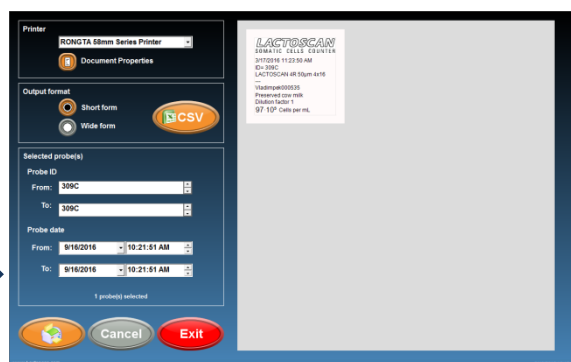 Printer
RONGTA 58mm Series Printer
Document Properties
Output format
Short form
Wide form
CSV
Selected probe(s)
Probe ID
From: 309C
To: 309C
Probe date
From: 9/16/2016 10:21:51 AM
To: 9/16/2016 10:21:51 AM
1 probe(s) selected
Cancel
Exit
LACTOSCAN
SOMATIC CELLS COUNTER
3/17/2016 11:23:50 AM
ID= 309C
LACTOSCAN 4R 50µm 4x16
---
Vladimpek000535
Preserved cow milk
Dilution factor 1
97·10³ Cells per mL